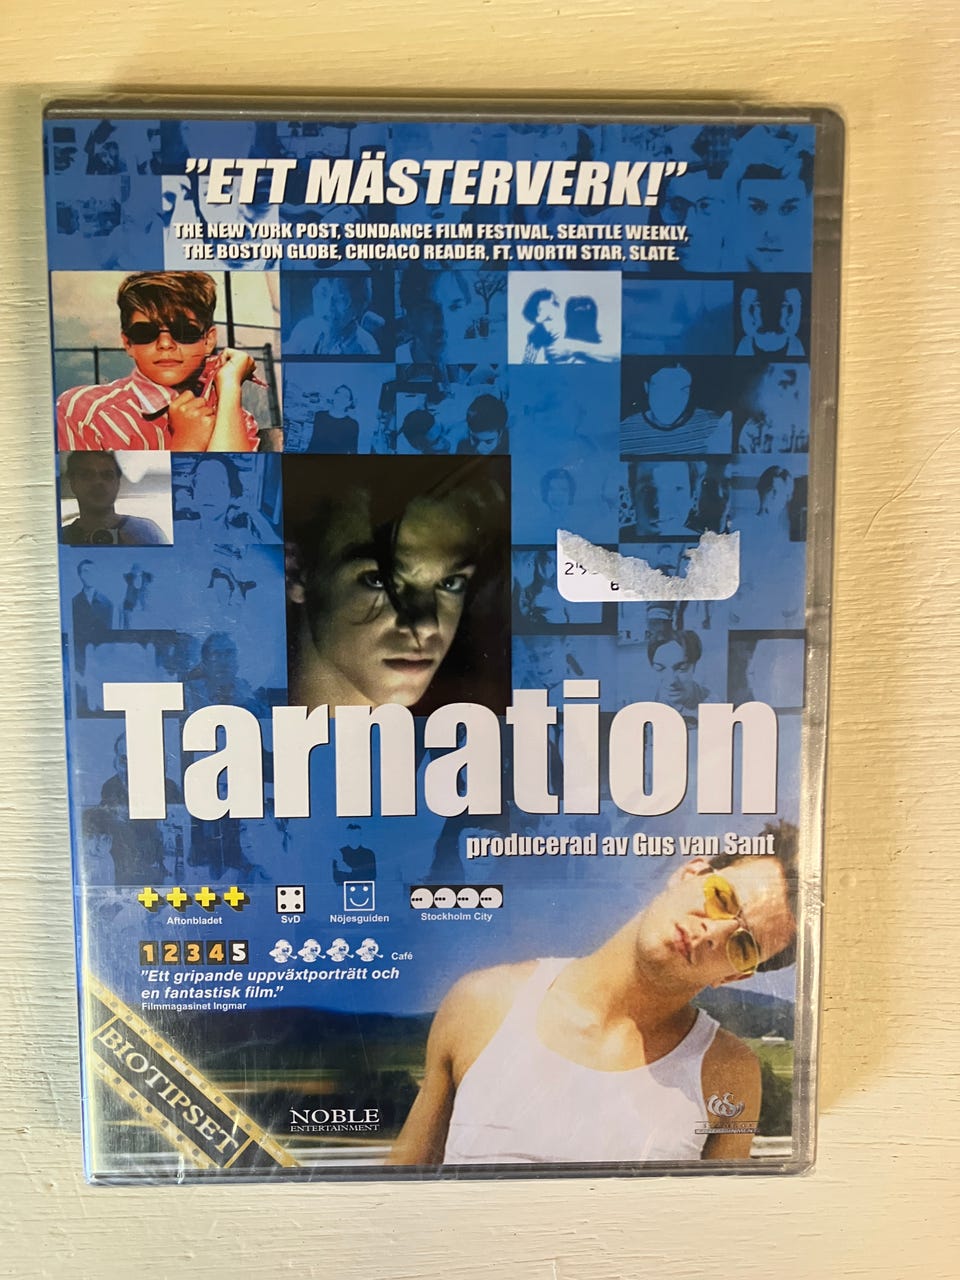 ”ETT MÄSTERVERK!”
THE NEW YORK POST, SUNDANCE FILM FESTIVAL, SEATTLE WEEKLY,
THE BOSTON GLOBE, CHICACO READER, FT. WORTH STAR, SLATE.
Tarnation
producerad av Gus van Sant
Aftonbladet
SvD
Nöjesguiden
Stockholm City
12345
Café
”Ett gripande uppväxtporträtt och
en fantastisk film.”
Filmmagasinet Ingmar
BIOTIPSET
NOBLE
ENTERTAINMENT